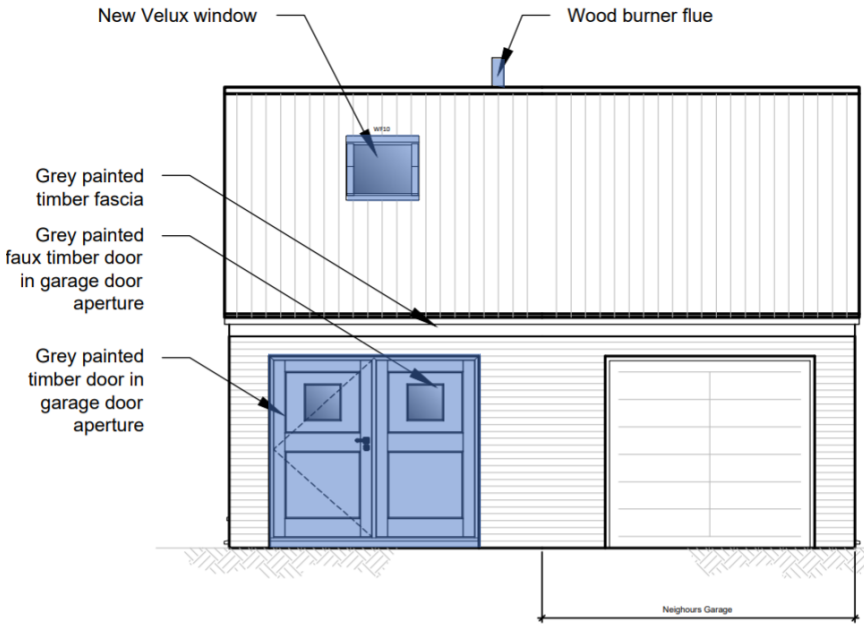 New Velux window
Wood burner flue
WF10
Grey painted
timber fascia
Grey painted
faux timber door
in garage door
aperture
Grey painted
timber door in
garage door
aperture
Neighours Garage